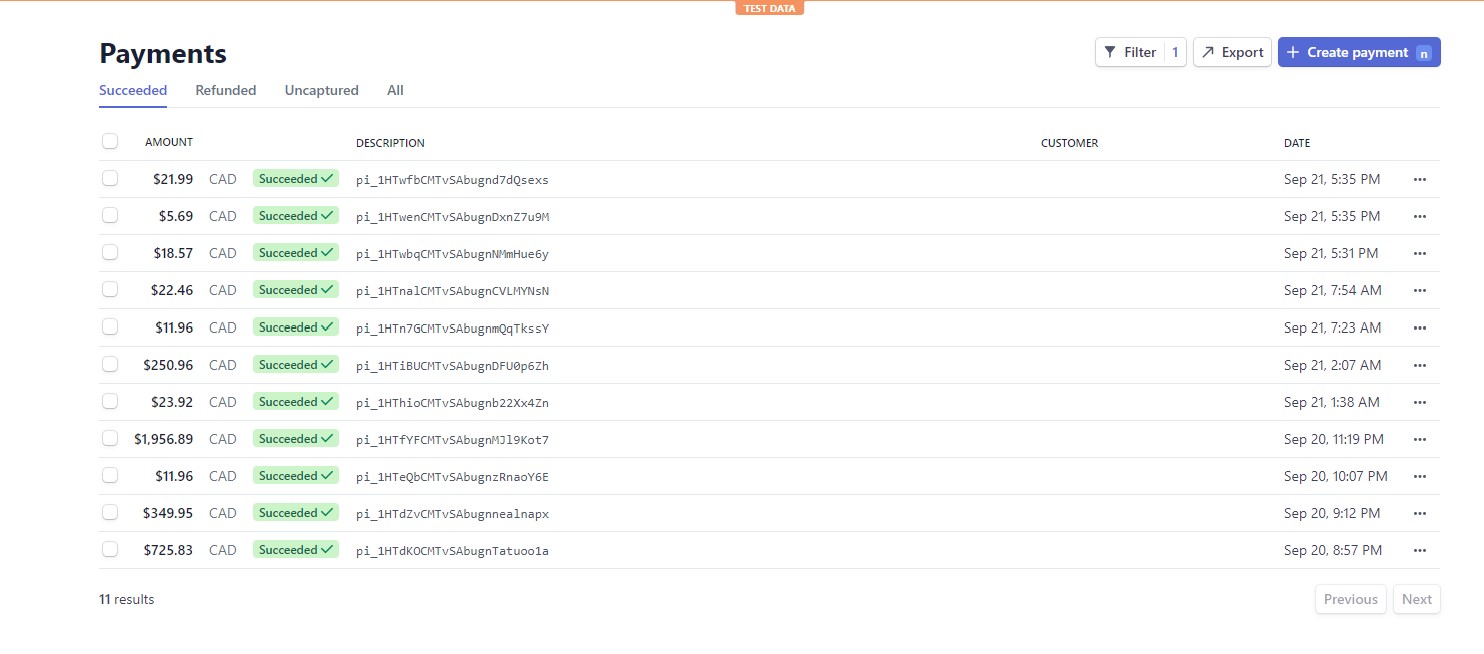 TEST DATA
Payments
Filter 1 Export + Create payment n
Succeeded Refunded Uncaptured All
AMOUNT DESCRIPTION CUSTOMER DATE
$21.99 CAD Succeeded ✓ pi_1HTwfbCMTvSAbugnd7dQsexs Sep 21, 5:35 PM •••
$5.69 CAD Succeeded ✓ pi_1HTwenCMTvSAbugnDxnZ7u9M Sep 21, 5:35 PM •••
$18.57 CAD Succeeded ✓ pi_1HTwbqCMTvSAbugnNMmHue6y Sep 21, 5:31 PM •••
$22.46 CAD Succeeded ✓ pi_1HTnalCMTvSAbugnCVLMYNsN Sep 21, 7:54 AM •••
$11.96 CAD Succeeded ✓ pi_1HTn7GCMTvSAbugnmQqTkssY Sep 21, 7:23 AM •••
$250.96 CAD Succeeded ✓ pi_1HTiBUCMTvSAbugnDFU0p6Zh Sep 21, 2:07 AM •••
$23.92 CAD Succeeded ✓ pi_1HThioCMTvSAbugnb22Xx4Zn Sep 21, 1:38 AM •••
$1,956.89 CAD Succeeded ✓ pi_1HTfYFCMTvSAbugnMJl9Kot7 Sep 20, 11:19 PM •••
$11.96 CAD Succeeded ✓ pi_1HTeQbCMTvSAbugnzRnaoY6E Sep 20, 10:07 PM •••
$349.95 CAD Succeeded ✓ pi_1HTdZvCMTvSAbugnnealnapx Sep 20, 9:12 PM •••
$725.83 CAD Succeeded ✓ pi_1HTdKOCMTvSAbugnTatuoo1a Sep 20, 8:57 PM •••
11 results Previous Next